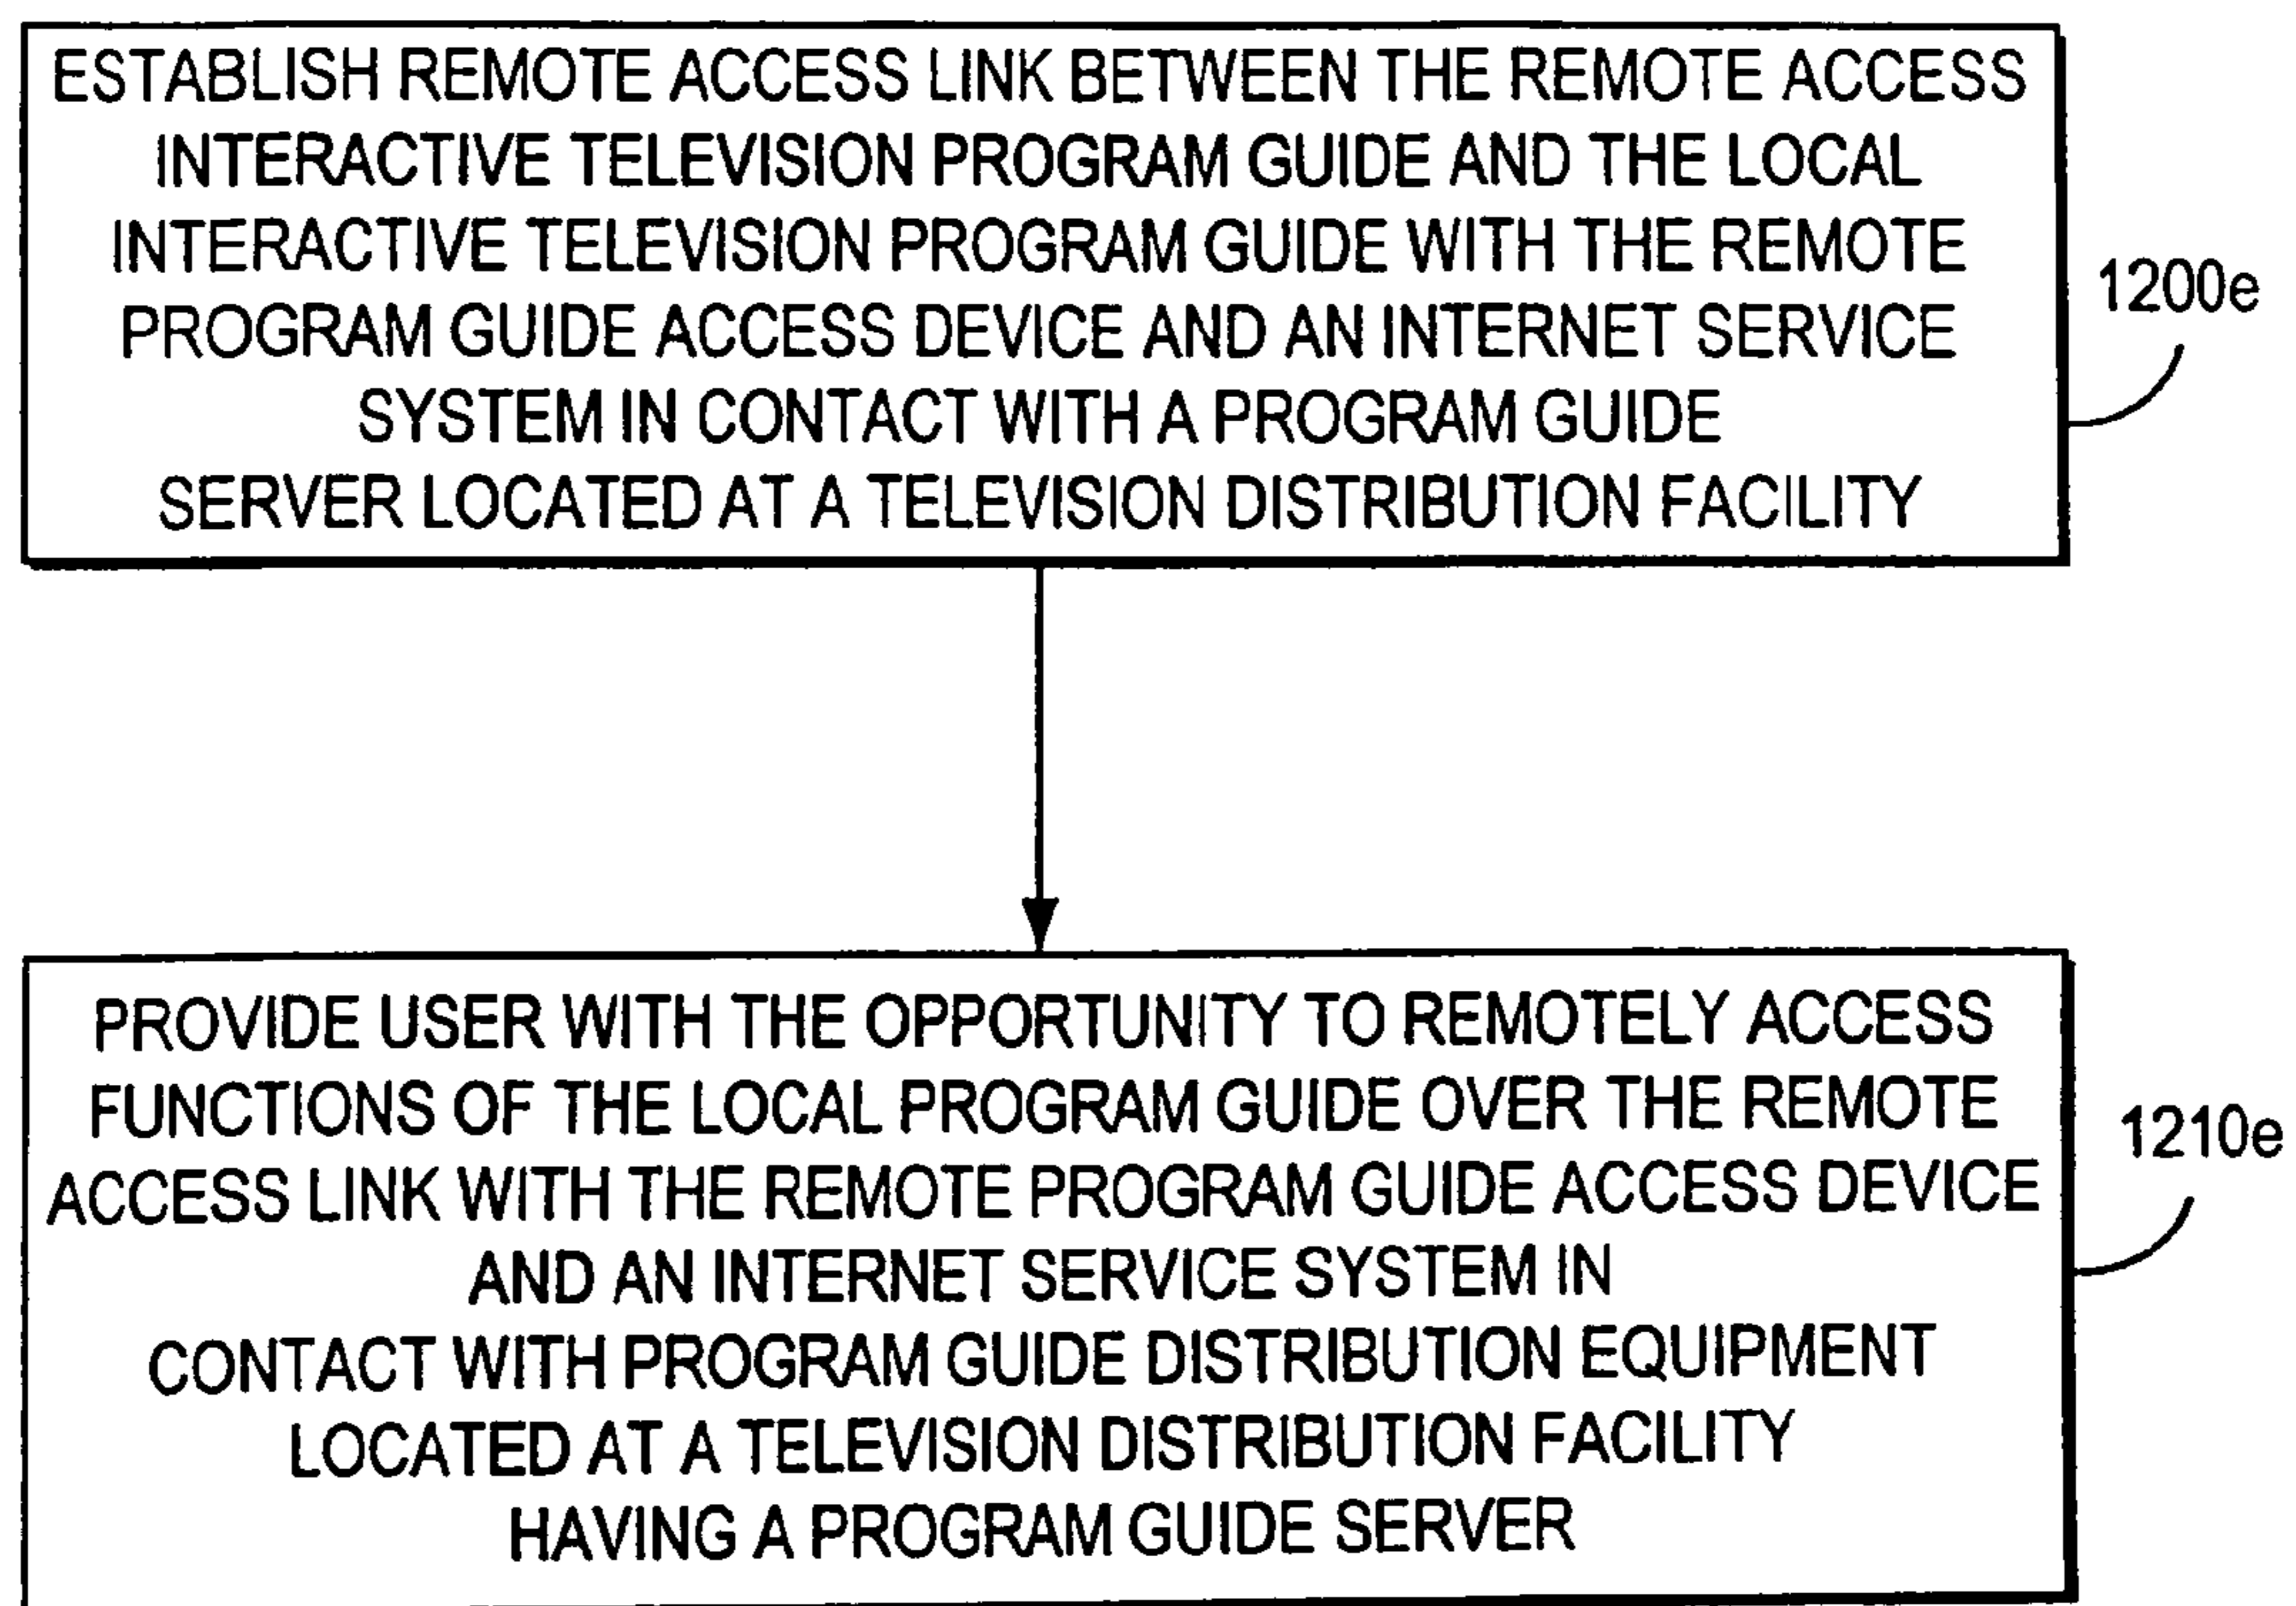 ESTABLISH REMOTE ACCESS LINK BETWEEN THE REMOTE ACCESS
INTERACTIVE TELEVISION PROGRAM GUIDE AND THE LOCAL
INTERACTIVE TELEVISION PROGRAM GUIDE WITH THE REMOTE
PROGRAM GUIDE ACCESS DEVICE AND AN INTERNET SERVICE
SYSTEM IN CONTACT WITH A PROGRAM GUIDE
SERVER LOCATED AT A TELEVISION DISTRIBUTION FACILITY
1200e
PROVIDE USER WITH THE OPPORTUNITY TO REMOTELY ACCESS
FUNCTIONS OF THE LOCAL PROGRAM GUIDE OVER THE REMOTE
ACCESS LINK WITH THE REMOTE PROGRAM GUIDE ACCESS DEVICE
AND AN INTERNET SERVICE SYSTEM IN
CONTACT WITH PROGRAM GUIDE DISTRIBUTION EQUIPMENT
LOCATED AT A TELEVISION DISTRIBUTION FACILITY
HAVING A PROGRAM GUIDE SERVER
1210e